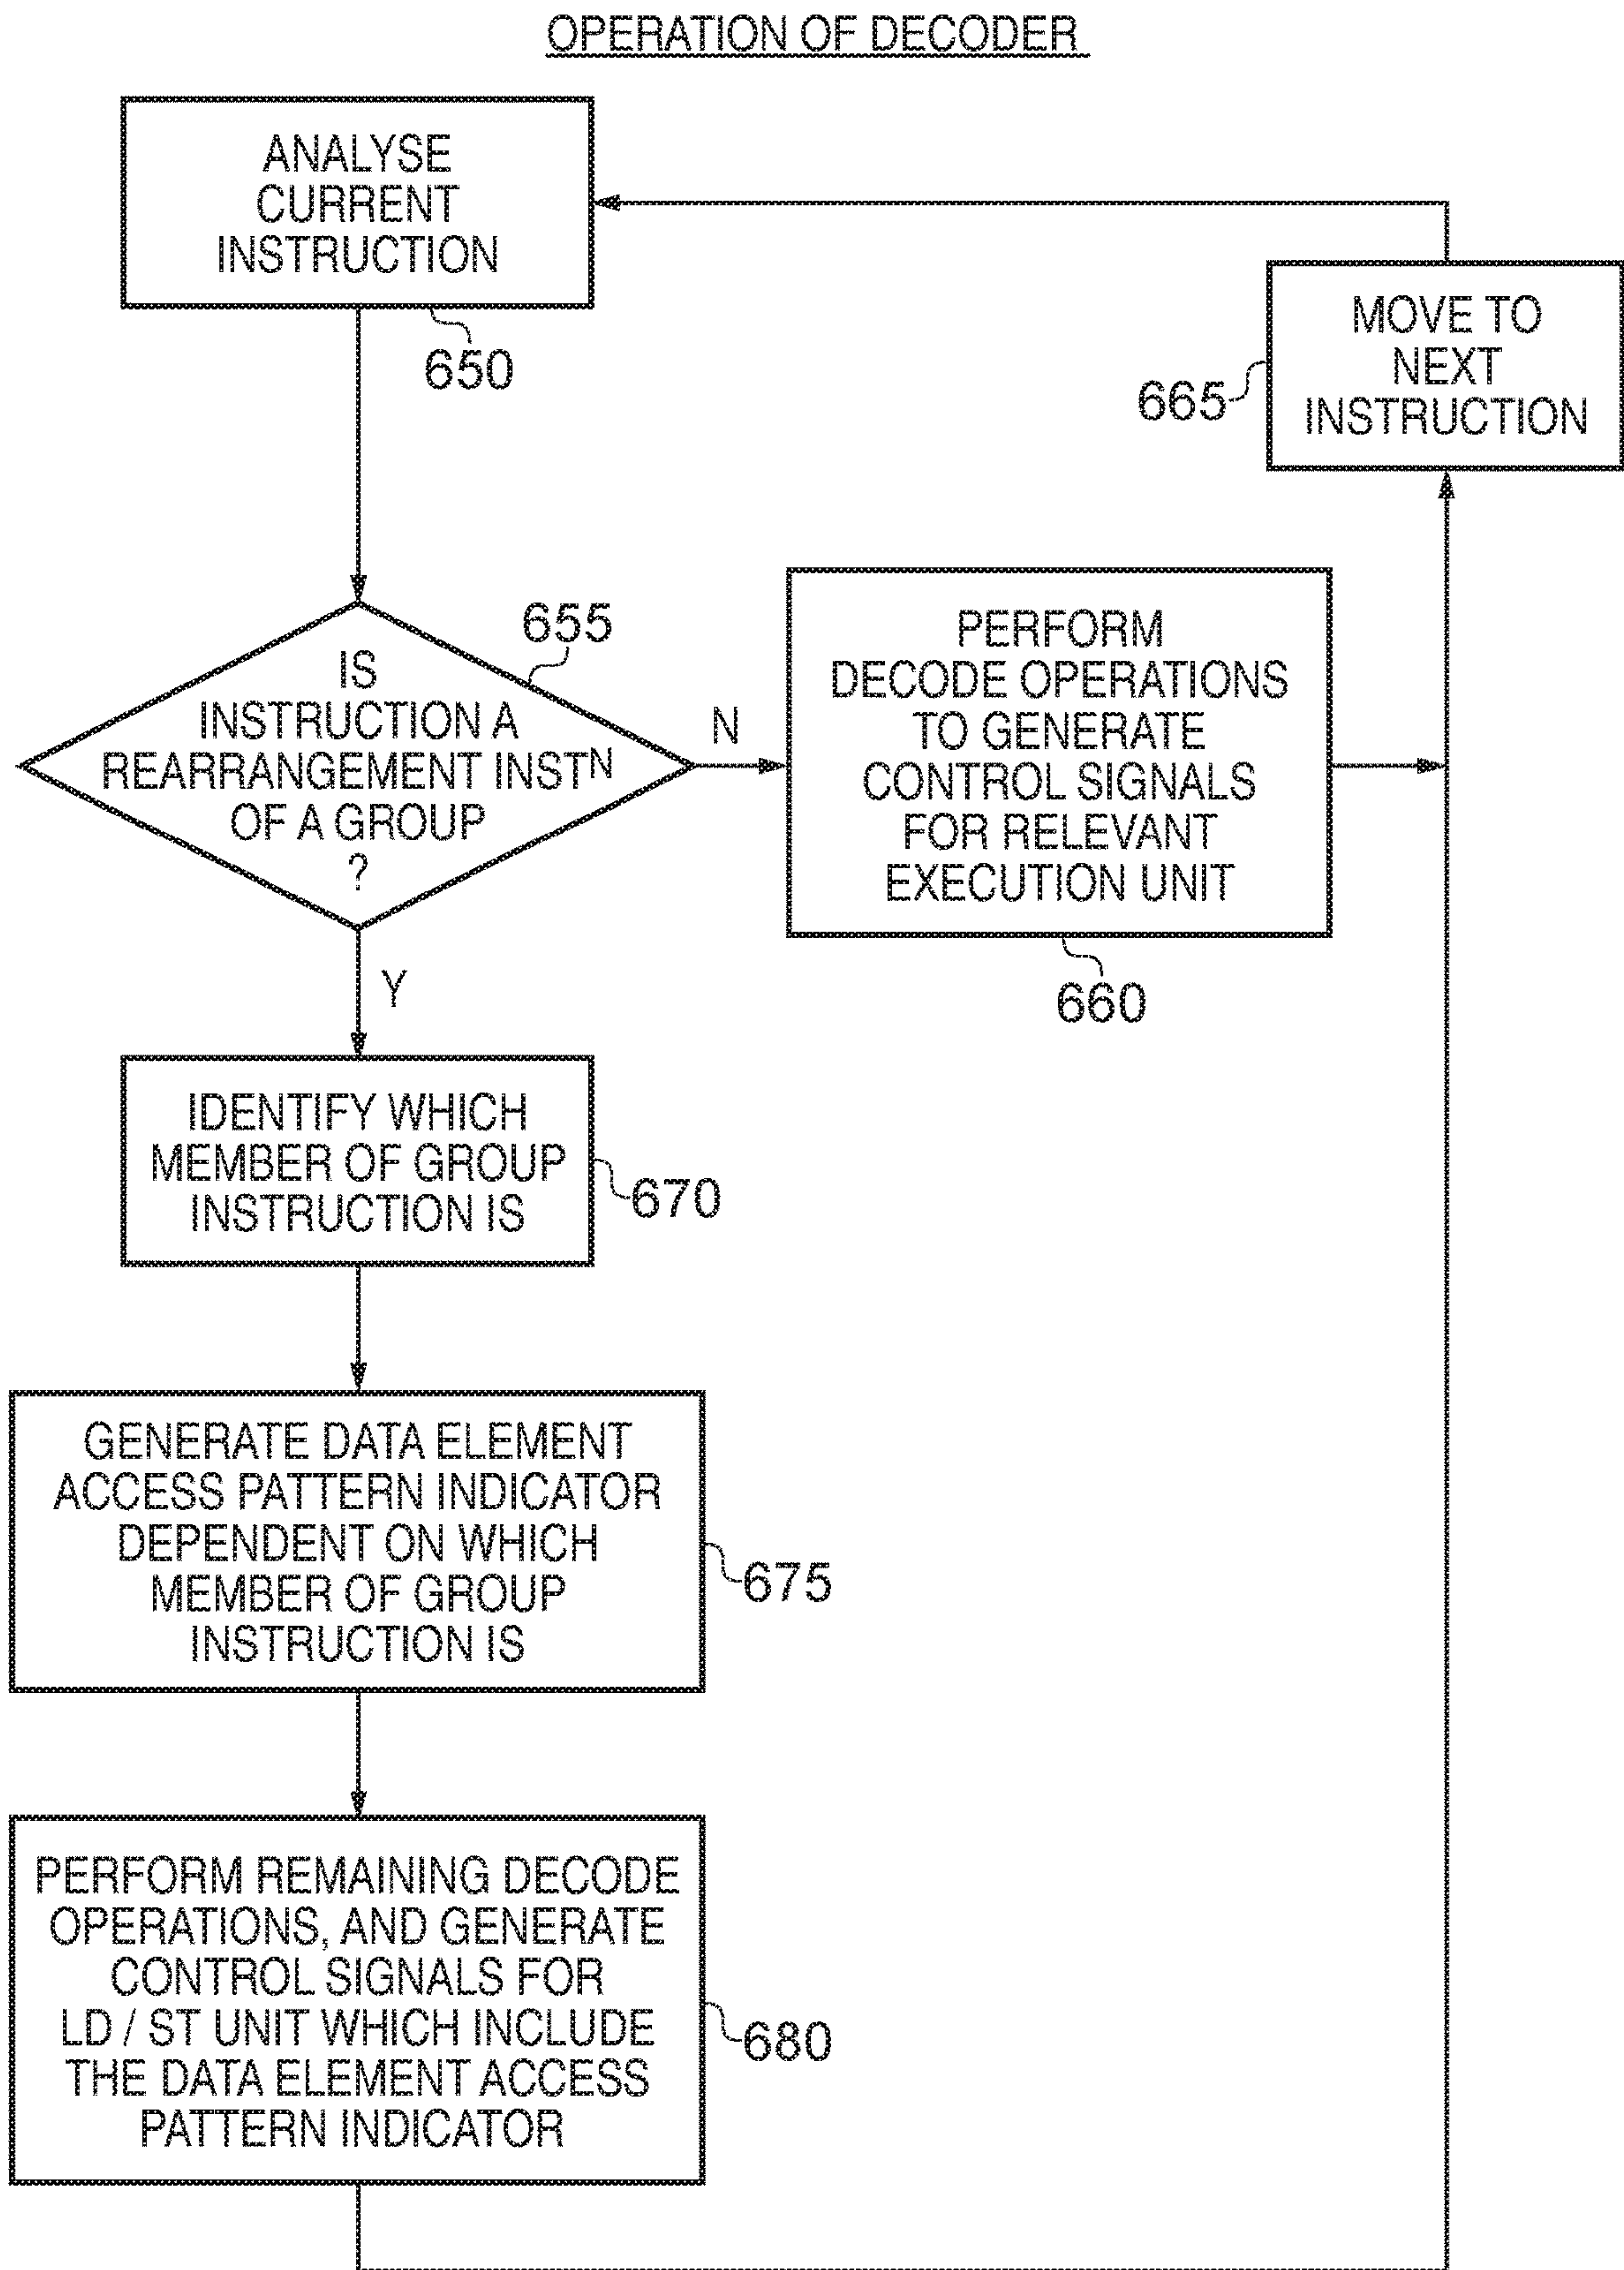 OPERATION OF DECODER
ANALYSE
CURRENT
INSTRUCTION
650
MOVE TO
NEXT
INSTRUCTION
665
IS
INSTRUCTION A
REARRANGEMENT INSTN
OF A GROUP
?
655
N
Y
PERFORM
DECODE OPERATIONS
TO GENERATE
CONTROL SIGNALS
FOR RELEVANT
EXECUTION UNIT
660
IDENTIFY WHICH
MEMBER OF GROUP
INSTRUCTION IS
670
GENERATE DATA ELEMENT
ACCESS PATTERN INDICATOR
DEPENDENT ON WHICH
MEMBER OF GROUP
INSTRUCTION IS
675
PERFORM REMAINING DECODE
OPERATIONS, AND GENERATE
CONTROL SIGNALS FOR
LD / ST UNIT WHICH INCLUDE
THE DATA ELEMENT ACCESS
PATTERN INDICATOR
680